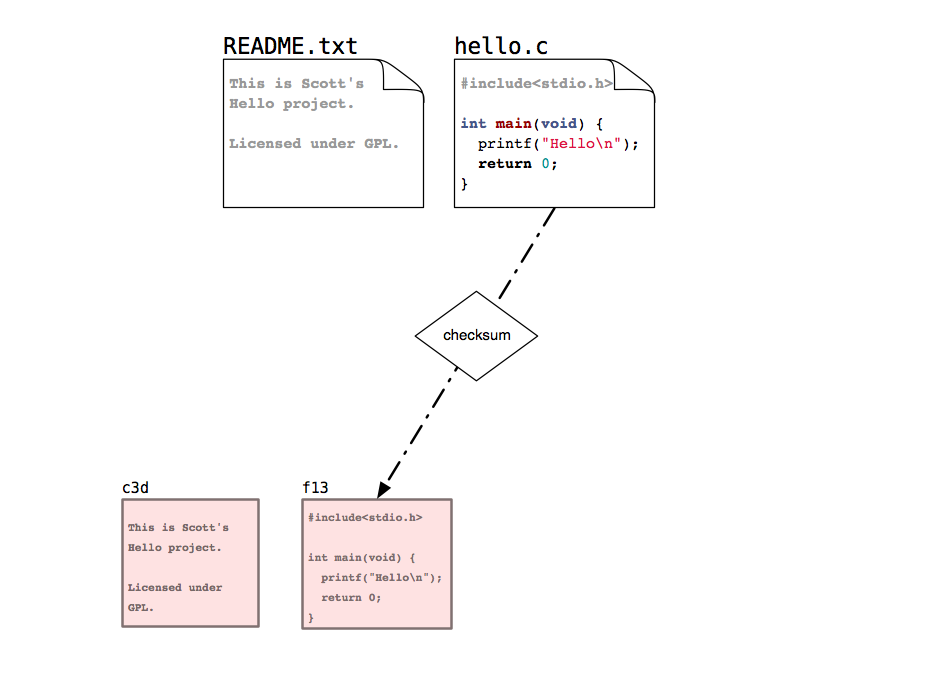 README.txt
This is Scott's
Hello project.
Licensed under GPL.
hello.c
#include<stdio.h>
int main(void) {
  printf("Hello\n");
  return 0;
}
checksum
c3d
This is Scott's
Hello project.
Licensed under
GPL.
f13
#include<stdio.h>
int main(void) {
  printf("Hello\n");
  return 0;
}